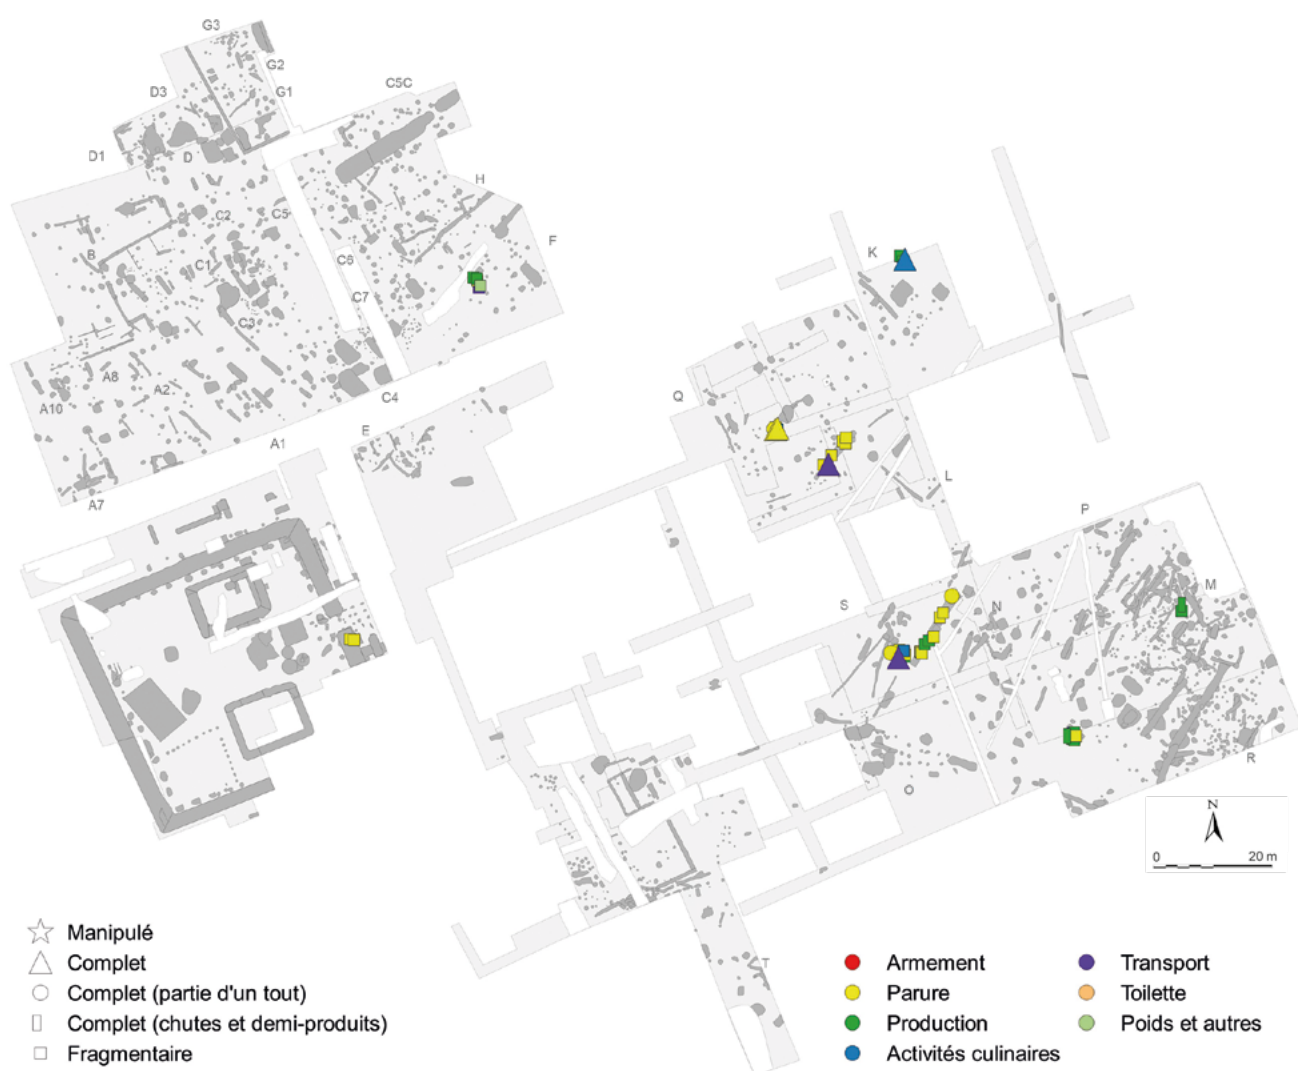 G3
G2
C5C
D3
G1
D1
D
H
C2
C5
F
B
C1
C6
K
C7
C3
A8
A2
A10
C4
Q
E
A1
L
A7
P
M
S
N
R
O
N
0 20 m
T
Manipulé
Complet
Complet (partie d'un tout)
Complet (chutes et demi-produits)
Fragmentaire
Armement
Parure
Production
Activités culinaires
Transport
Toilette
Poids et autres